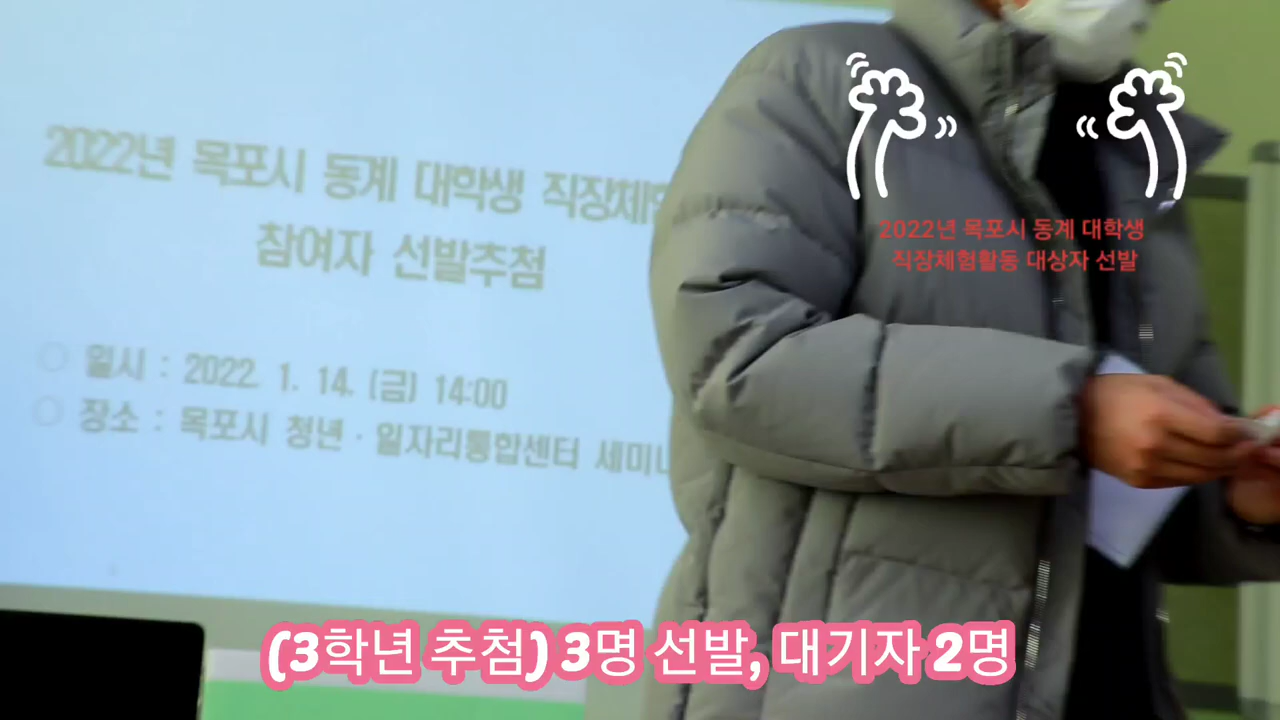 2022년 목포시 동계 대학생 직장체험
참여자 선발추첨
○ 일시 : 2022. 1. 14. (금) 14:00
○ 장소 : 목포시 청년·일자리통합센터
2022년 목포시 동계 대학생
직장체험활동 대상자 선발
(3학년 추첨) 3명 선발, 대기자 2명